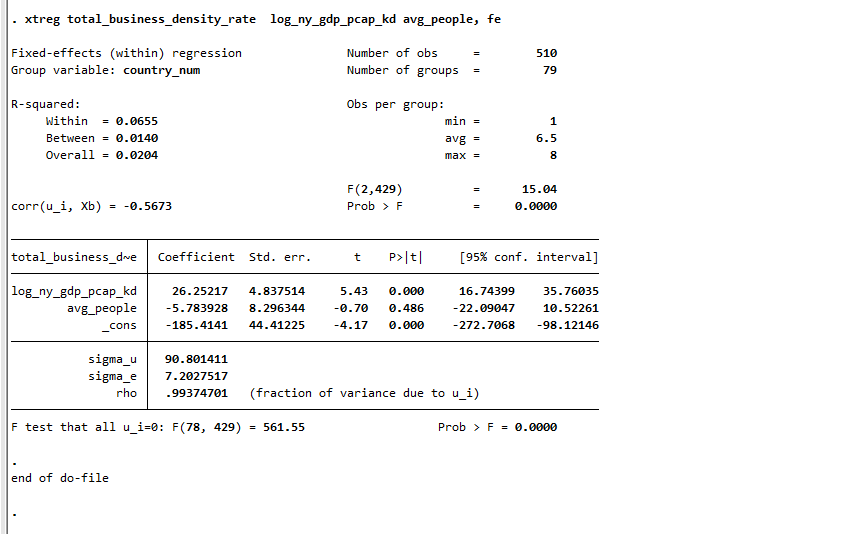 . xtreg total_business_density_rate  log_ny_gdp_pcap_kd avg_people, fe
Fixed-effects (within) regression               Number of obs     =        510
Group variable: country_num                     Number of groups  =         79
R-squared:                                      Obs per group:
     Within  = 0.0655                                         min =          1
     Between = 0.0140                                         avg =        6.5
     Overall = 0.0204                                         max =          8
                                                F(2,429)          =      15.04
corr(u_i, Xb) = -0.5673                         Prob > F          =     0.0000
total_business_d~e   Coefficient  Std. err.      t    P>|t|     [95% conf. interval]
log_ny_gdp_pcap_kd     26.25217   4.837514     5.43   0.000     16.74399    35.76035
        avg_people    -5.783928   8.296344    -0.70   0.486    -22.09047    10.52261
             _cons    -185.4141   44.41225    -4.17   0.000    -272.7068   -98.12146
           sigma_u    90.801411
           sigma_e    7.2027517
               rho    .99374701   (fraction of variance due to u_i)
F test that all u_i=0: F(78, 429) = 561.55                   Prob > F = 0.0000
.
end of do-file
.